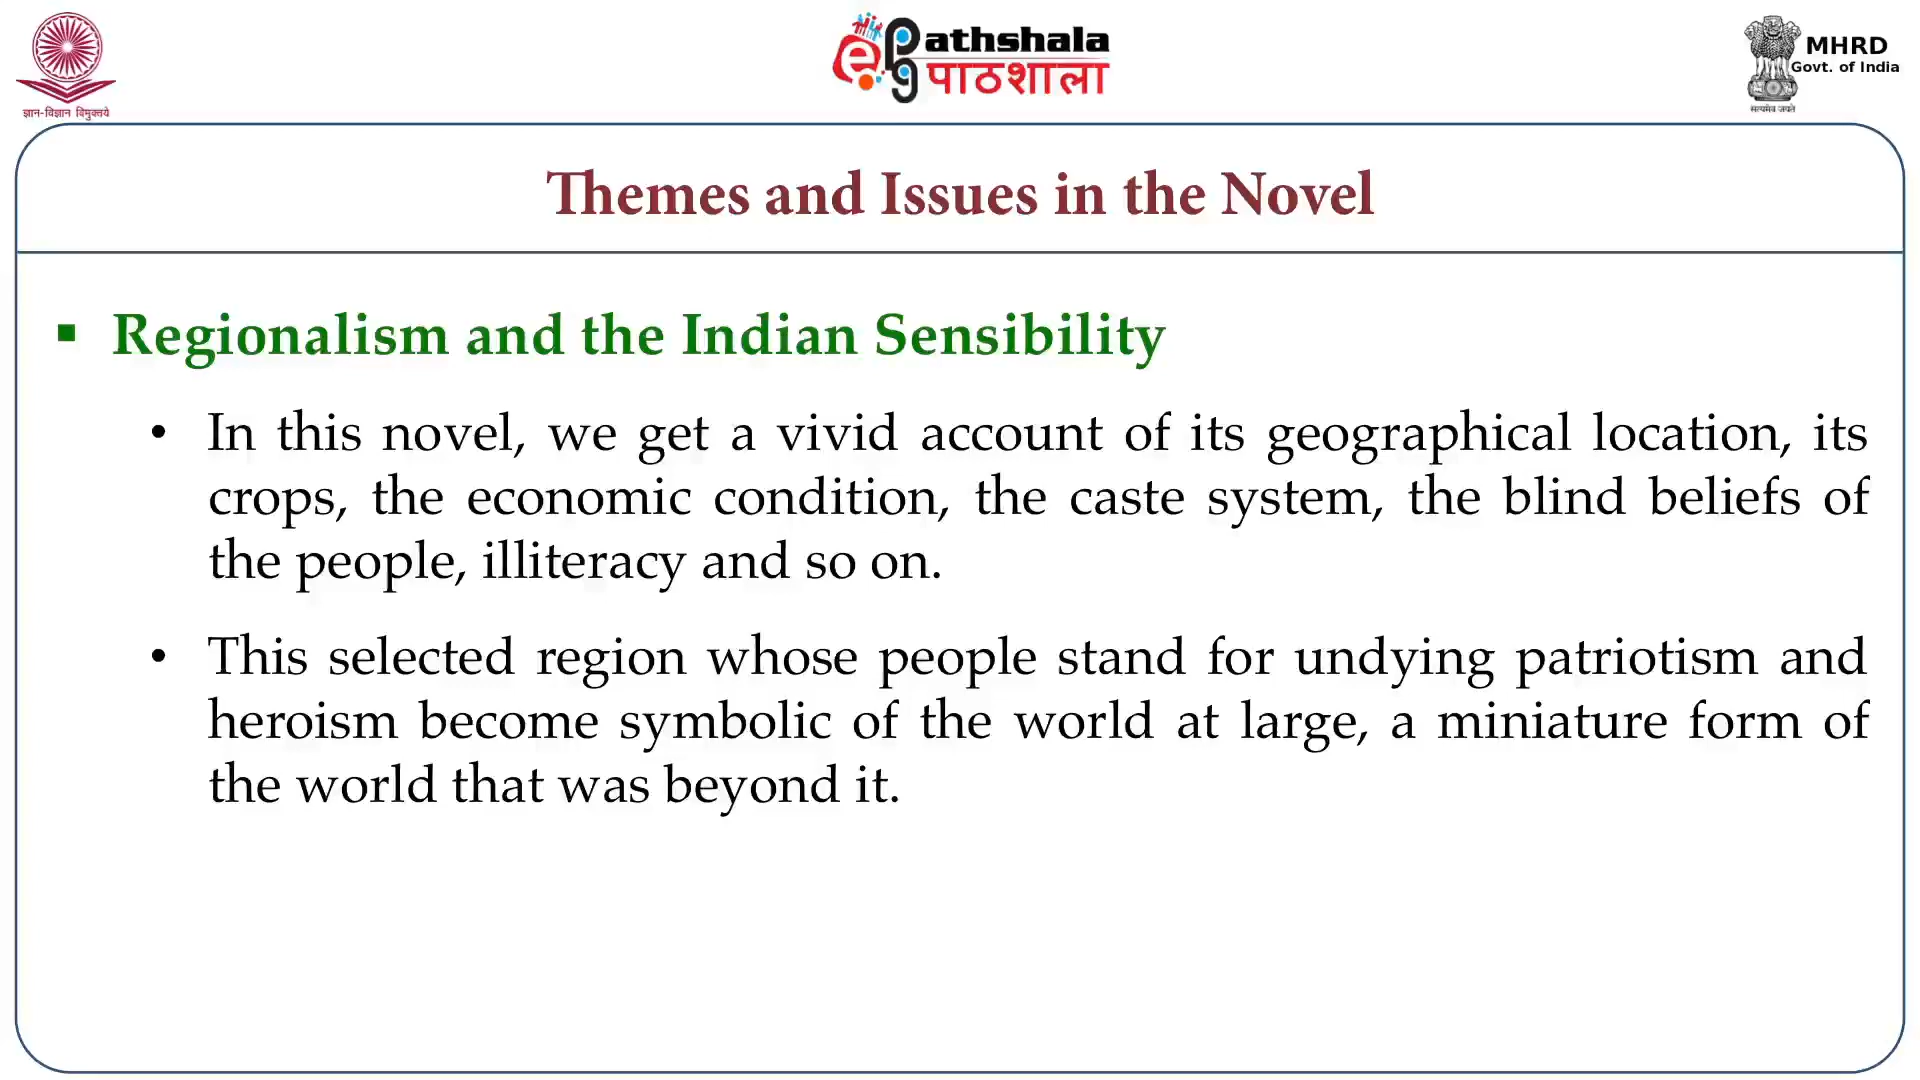 ज्ञान-विज्ञान विमुक्तये
e pg Pathshala
पाठशाला
MHRD
Govt. of India
सत्यमेव जयते
Themes and Issues in the Novel
▪ Regionalism and the Indian Sensibility
• In this novel, we get a vivid account of its geographical location, its
crops, the economic condition, the caste system, the blind beliefs of
the people, illiteracy and so on.
• This selected region whose people stand for undying patriotism and
heroism become symbolic of the world at large, a miniature form of
the world that was beyond it.